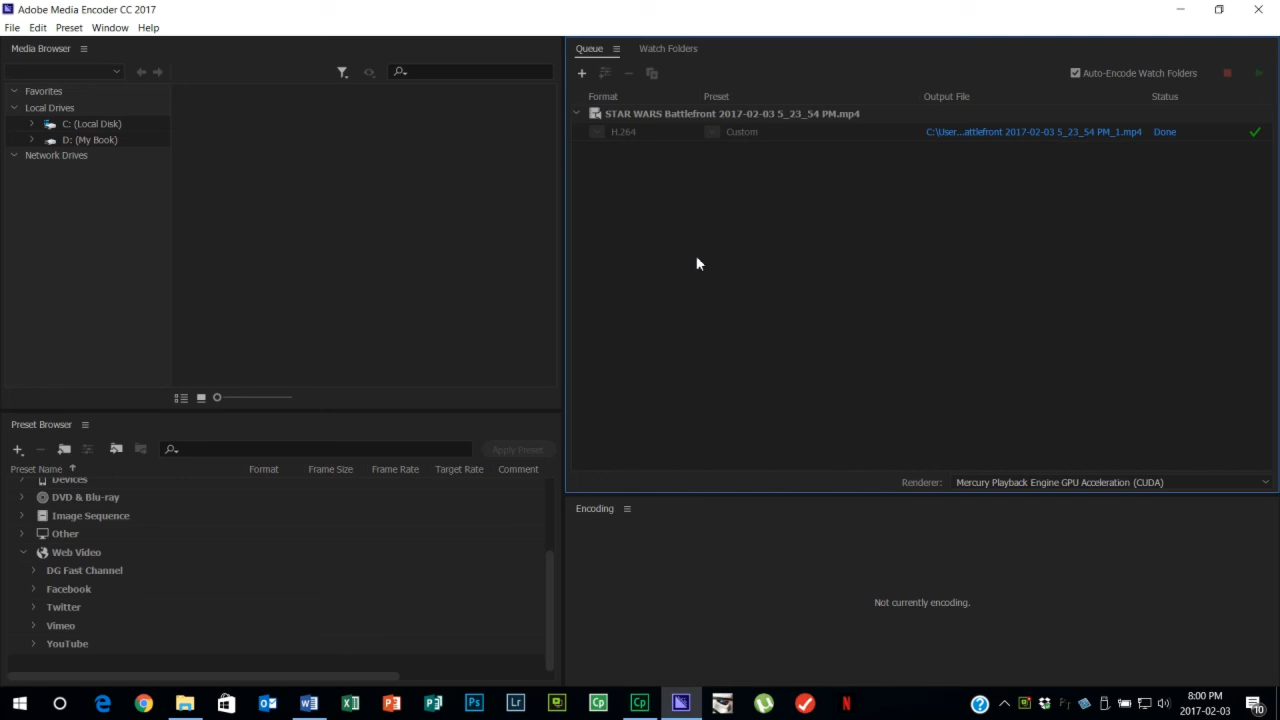 Adobe Media Encoder CC 2017
File Edit Preset Window Help
Media Browser
Favorites
Local Drives
C: (Local Disk)
D: (My Book)
Network Drives
Queue Watch Folders
Auto-Encode Watch Folders
Format Preset Output File Status
STAR WARS Battlefront 2017-02-03 5_23_54 PM.mp4
H.264 Custom C:\User...attlefront 2017-02-03 5_23_54 PM_1.mp4 Done
Renderer: Mercury Playback Engine GPU Acceleration (CUDA)
Preset Browser
Apply Preset
Preset Name Format Frame Size Frame Rate Target Rate Comment
Devices
DVD & Blu-ray
Image Sequence
Other
Web Video
DG Fast Channel
Facebook
Twitter
Vimeo
YouTube
Encoding
Not currently encoding.
Ps Lr Cp Cp N
8:00 PM
2017-02-03
10